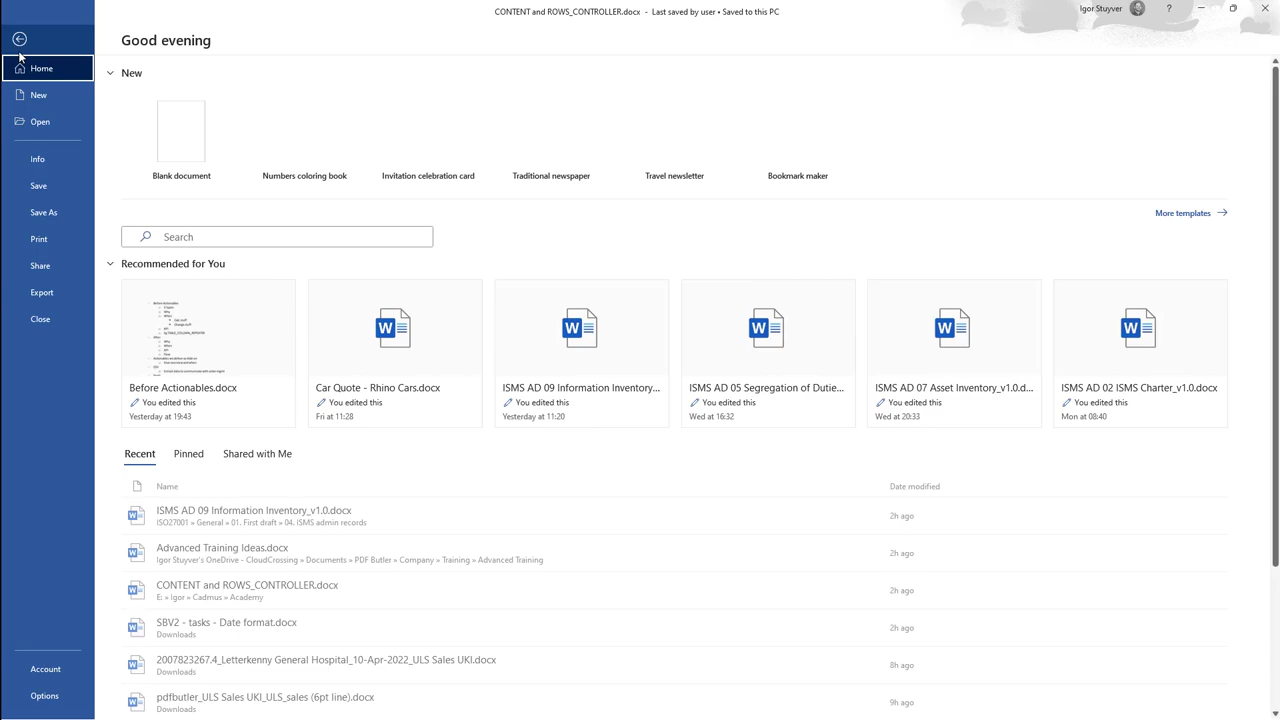 CONTENT and ROWS_CONTROLLER.docx - Last saved by user • Saved to this PC
Igor Stuyver
?
Good evening
Home
New
Open
Info
Save
Save As
Print
Share
Export
Close
Account
Options
New
Blank document
Numbers coloring book
Invitation celebration card
Traditional newspaper
Travel newsletter
Bookmark maker
More templates
Search
Recommended for You
Before Actionables.docx
You edited this
Yesterday at 19:43
Car Quote - Rhino Cars.docx
You edited this
Fri at 11:28
ISMS AD 09 Information Inventory...
You edited this
Yesterday at 11:20
ISMS AD 05 Segregation of Dutie...
You edited this
Wed at 16:32
ISMS AD 07 Asset Inventory_v1.0.d...
You edited this
Wed at 20:33
ISMS AD 02 ISMS Charter_v1.0.docx
You edited this
Mon at 08:40
Recent Pinned Shared with Me
Name Date modified
ISMS AD 09 Information Inventory_v1.0.docx
ISO27001 » General » 01. First draft » 04. ISMS admin records
2h ago
Advanced Training Ideas.docx
Igor Stuyver's OneDrive - CloudCrossing » Documents » PDF Butler » Company » Training » Advanced Training
2h ago
CONTENT and ROWS_CONTROLLER.docx
E: » Igor » Cadmus » Academy
2h ago
SBV2 - tasks - Date format.docx
Downloads
2h ago
2007823267.4_Letterkenny General Hospital_10-Apr-2022_ULS Sales UKI.docx
Downloads
8h ago
pdfbutler_ULS Sales UKI_ULS_sales (6pt line).docx
Downloads
9h ago